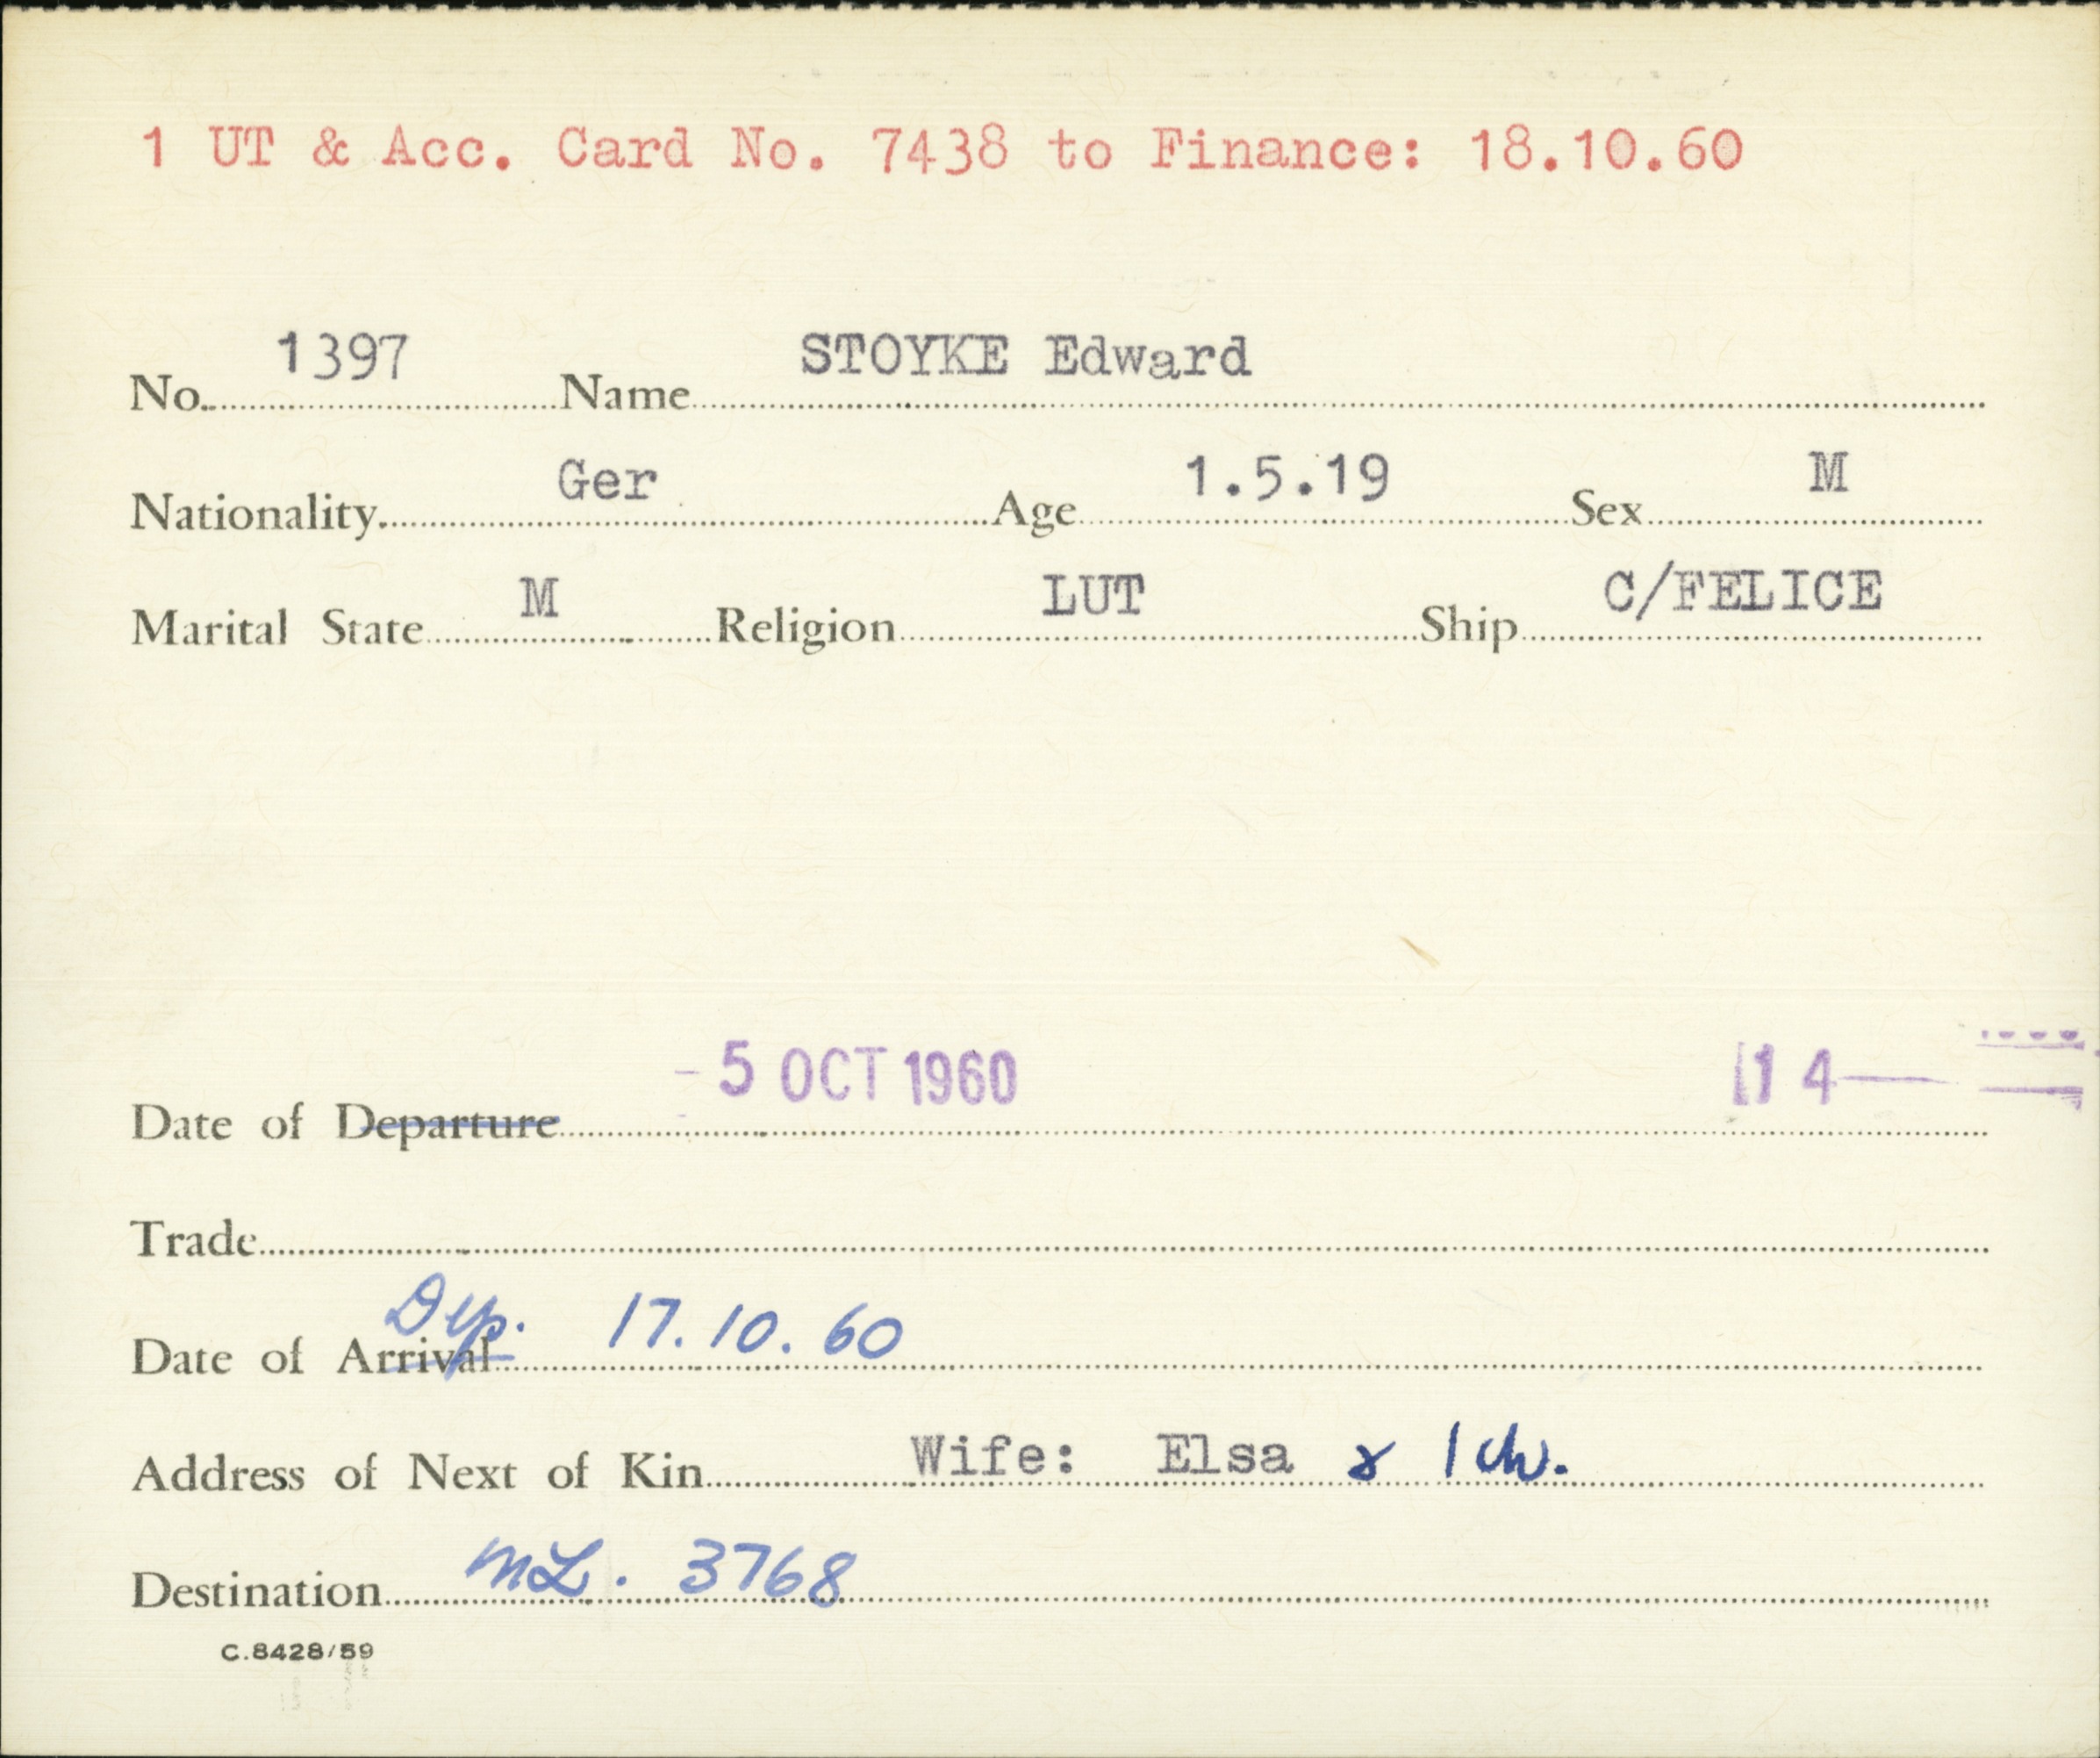 1 UT & Acc. Card No. 7438 to Finance: 18.10.60
No. 1397 Name STOYKE Edward
Nationality. Ger Age 1.5.19 Sex M
Marital State M Religion LUT Ship C/FELICE
Date of Departure - 5 OCT 1960 14
Trade
Date of Arrival Dep. 17.10.60
Address of Next of Kin Wife: Elsa & 1 ch.
Destination ML. 3768
C.8428/59